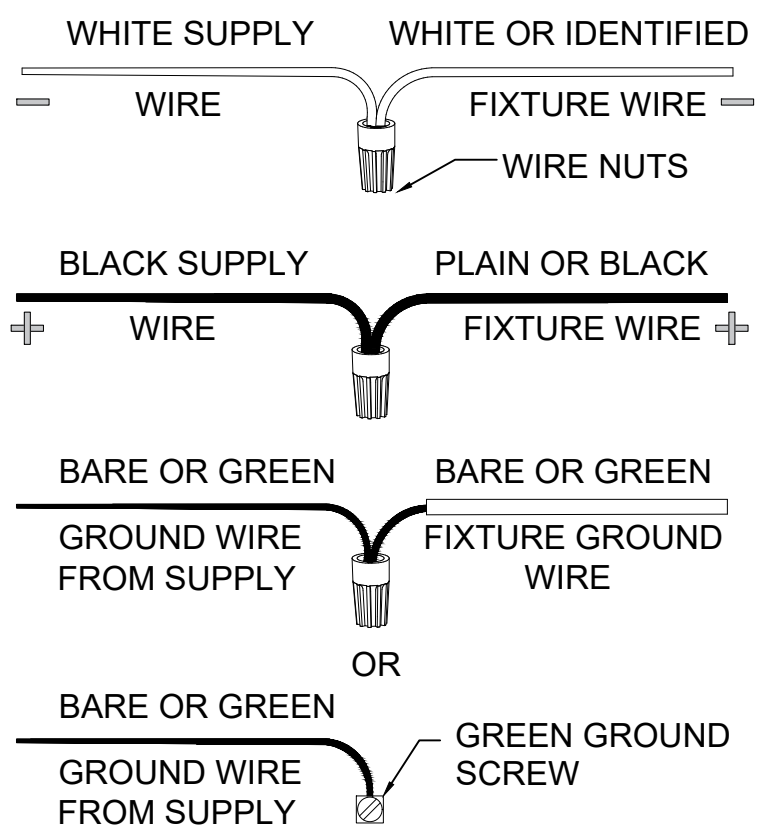 WHITE SUPPLY WHITE OR IDENTIFIED
WIRE FIXTURE WIRE
WIRE NUTS
BLACK SUPPLY PLAIN OR BLACK
WIRE FIXTURE WIRE
BARE OR GREEN BARE OR GREEN
GROUND WIRE FIXTURE GROUND
FROM SUPPLY WIRE
OR
BARE OR GREEN
GREEN GROUND
SCREW
GROUND WIRE
FROM SUPPLY